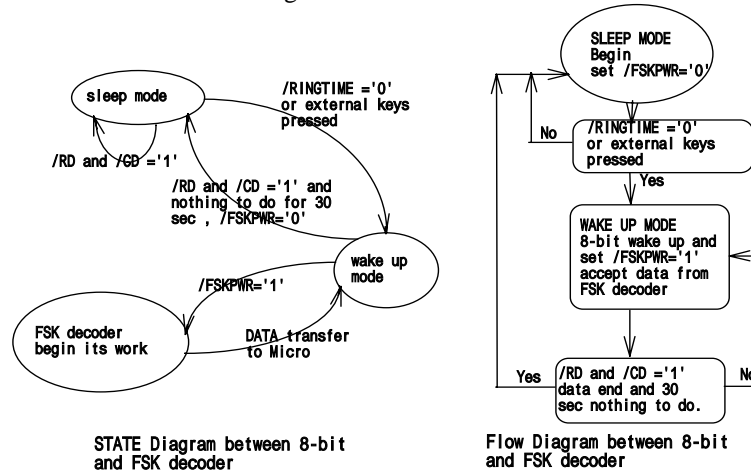 sleep mode
/RINGTIME ='0'
or external keys
pressed
/RD and /CD ='1'
/RD and /CD ='1' and
nothing to do for 30
sec , /FSKPWR='0'
wake up
mode
/FSKPWR='1'
FSK decoder
begin its work
DATA transfer
to Micro
STATE Diagram between 8-bit
and FSK decoder
SLEEP MODE
Begin
set /FSKPWR='0'
No
/RINGTIME ='0'
or external keys
pressed
Yes
WAKE UP MODE
8-bit wake up and
set /FSKPWR='1'
accept data from
FSK decoder
Yes
/RD and /CD ='1'
data end and 30
sec nothing to do.
No
Flow Diagram between 8-bit
and FSK decoder